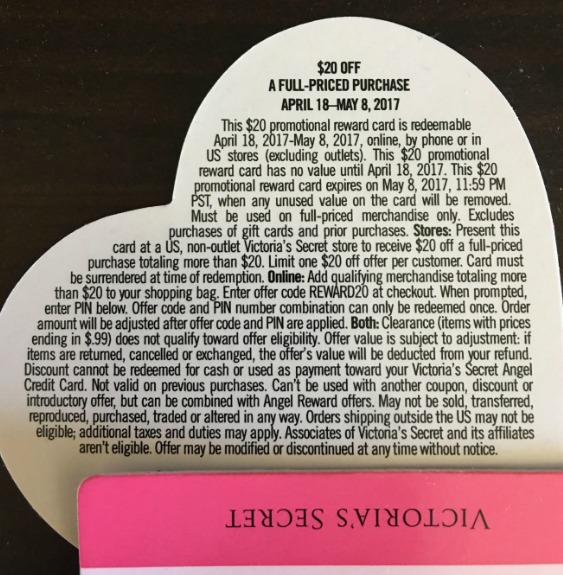 $20 OFF
A FULL-PRICED PURCHASE
APRIL 18–MAY 8, 2017
This $20 promotional reward card is redeemable
April 18, 2017-May 8, 2017, online, by phone or in
US stores (excluding outlets). This $20 promotional
reward card has no value until April 18, 2017. This $20
promotional reward card expires on May 8, 2017, 11:59 PM
PST, when any unused value on the card will be removed.
Must be used on full-priced merchandise only. Excludes
purchases of gift cards and prior purchases. Stores: Present this
card at a US, non-outlet Victoria's Secret store to receive $20 off a full-priced
purchase totaling more than $20. Limit one $20 off offer per customer. Card must
be surrendered at time of redemption. Online: Add qualifying merchandise totaling more
than $20 to your shopping bag. Enter offer code REWARD20 at checkout. When prompted,
enter PIN below. Offer code and PIN number combination can only be redeemed once. Order
amount will be adjusted after offer code and PIN are applied. Both: Clearance (items with prices
ending in $.99) does not qualify toward offer eligibility. Offer value is subject to adjustment: if
items are returned, cancelled or exchanged, the offer's value will be deducted from your refund.
Discount cannot be redeemed for cash or used as payment toward your Victoria's Secret Angel
Credit Card. Not valid on previous purchases. Can't be used with another coupon, discount or
introductory offer, but can be combined with Angel Reward offers. May not be sold, transferred,
reproduced, purchased, traded or altered in any way. Orders shipping outside the US may not be
eligible; additional taxes and duties may apply. Associates of Victoria's Secret and its affiliates
aren't eligible. Offer may be modified or discontinued at any time without notice.
VICTORIA'S SECRET